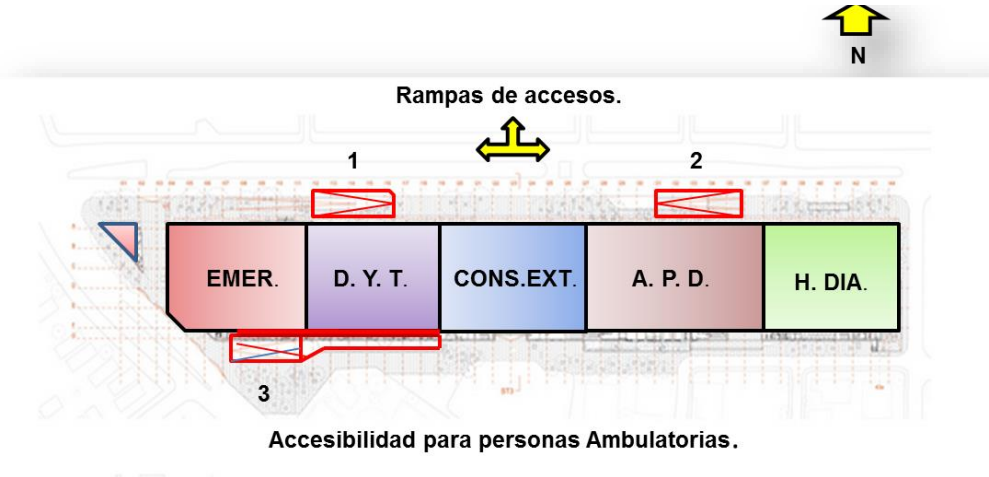 N
Rampas de accesos.
1 2
EMER. D. Y. T. CONS.EXT. A. P. D. H. DIA.
3
Accesibilidad para personas Ambulatorias.